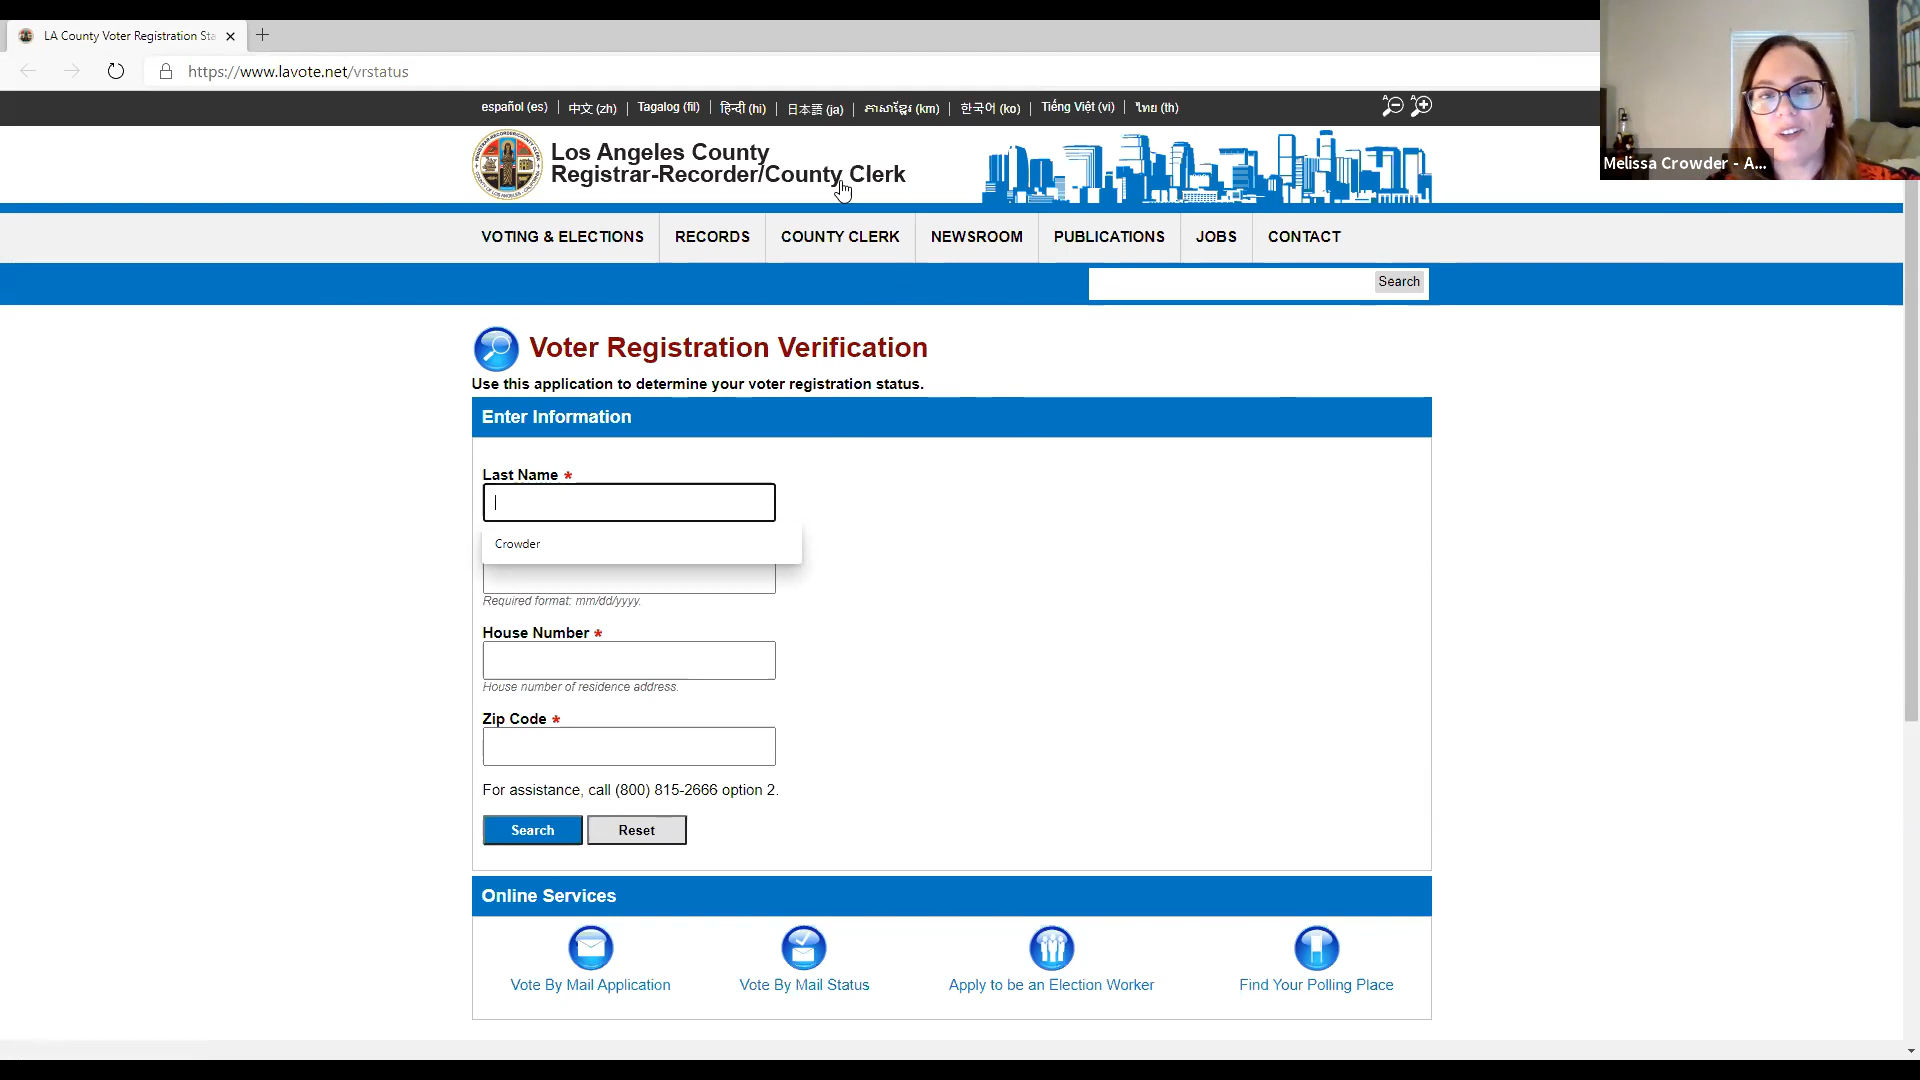 LA County Voter Registration Sta
https://www.lavote.net/vrstatus
español (es) | 中文 (zh) | Tagalog (fil) | हिन्दी (hi) | 日本語 (ja) | ភាសាខ្មែរ (km) | 한국어 (ko) | Tiếng Việt (vi) | ไทย (th)
Melissa Crowder - A...
Los Angeles County
Registrar-Recorder/County Clerk
VOTING & ELECTIONS RECORDS COUNTY CLERK NEWSROOM PUBLICATIONS JOBS CONTACT
Search
Voter Registration Verification
Use this application to determine your voter registration status.
Enter Information
Last Name *
Crowder
Required format: mm/dd/yyyy.
House Number *
House number of residence address.
Zip Code *
For assistance, call (800) 815-2666 option 2.
Search Reset
Online Services
Vote By Mail Application Vote By Mail Status Apply to be an Election Worker Find Your Polling Place